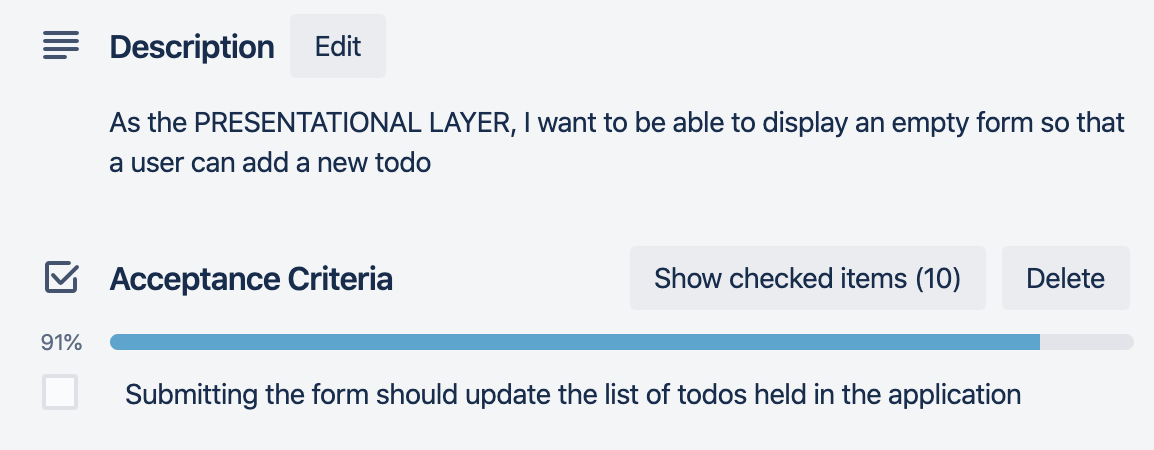 Description
Edit
As the PRESENTATIONAL LAYER, I want to be able to display an empty form so that
a user can add a new todo
Acceptance Criteria
Show checked items (10)
Delete
91%
Submitting the form should update the list of todos held in the application